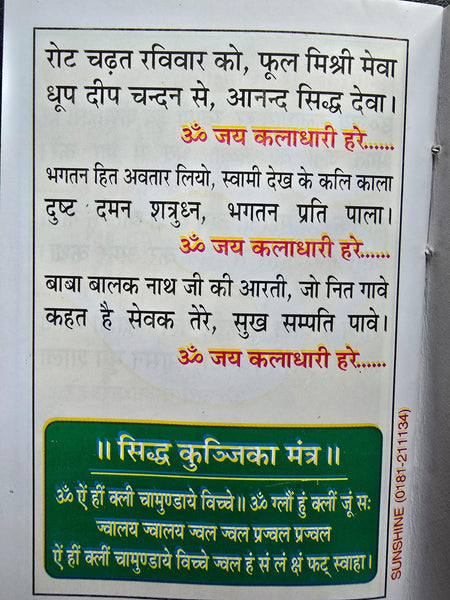 रोट चढ़त रविवार को, फूल मिश्री मेवा
धूप दीप चन्दन से, आनन्द सिद्ध देवा।
ॐ जय कलाधारी हरे......
भगतन हित अवतार लियो, स्वामी देख के कलि काला
दुष्ट दमन शत्रुध्न, भगतन प्रति पाला।
ॐ जय कलाधारी हरे......
बाबा बालक नाथ जी की आरती, जो नित गावे
कहत है सेवक तेरे, सुख सम्पति पावे।
ॐ जय कलाधारी हरे......
॥ सिद्ध कुञ्जिका मंत्र ॥
ॐ ऐं हीं क्ली चामुण्डाये विच्चे॥ ॐ ग्लौं हुं क्लीं जूं सः
ज्वालय ज्वालय ज्वल ज्वल प्रज्वल प्रज्वल
ऐं हीं क्लीं चामुण्डाये विच्चे ज्वल हं सं लं क्षं फट् स्वाहा।
SUNSHINE (0181-211134)